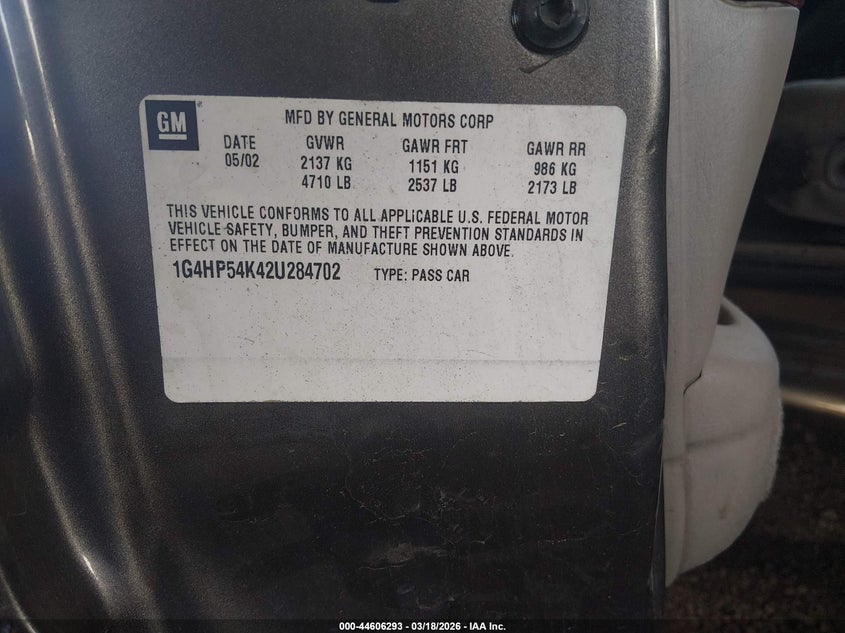 GM
MFD BY GENERAL MOTORS CORP
DATE GVWR GAWR FRT GAWR RR
05/02 2137 KG 1151 KG 986 KG
4710 LB 2537 LB 2173 LB
THIS VEHICLE CONFORMS TO ALL APPLICABLE U.S. FEDERAL MOTOR
VEHICLE SAFETY, BUMPER, AND THEFT PREVENTION STANDARDS IN
EFFECT ON THE DATE OF MANUFACTURE SHOWN ABOVE.
1G4HP54K42U284702 TYPE: PASS CAR
000-44606293 - 03/18/2026 - IAA Inc.